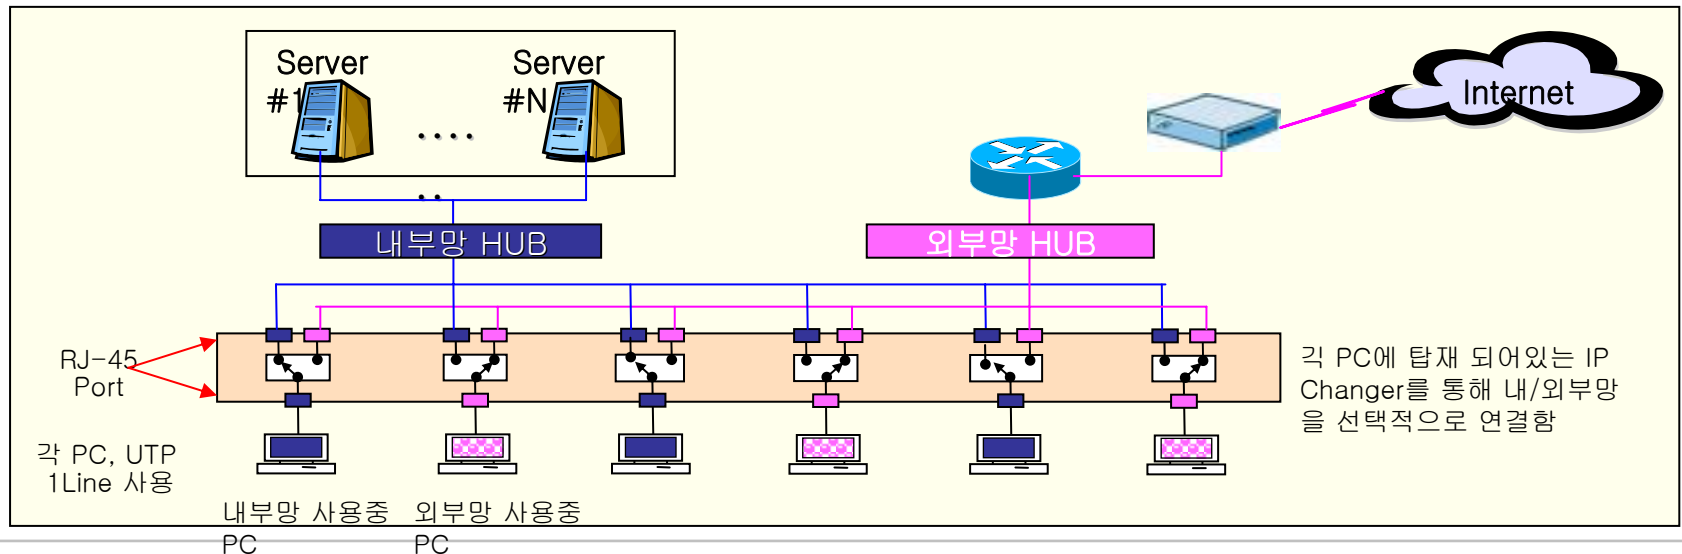 Server
#1
Server
#N
....
..
Internet
내부망 HUB
외부망 HUB
RJ-45
Port
긱 PC에 탑재 되어있는 IP
Changer를 통해 내/외부망
을 선택적으로 연결함
각 PC, UTP
1Line 사용
내부망 사용중
PC
외부망 사용중
PC